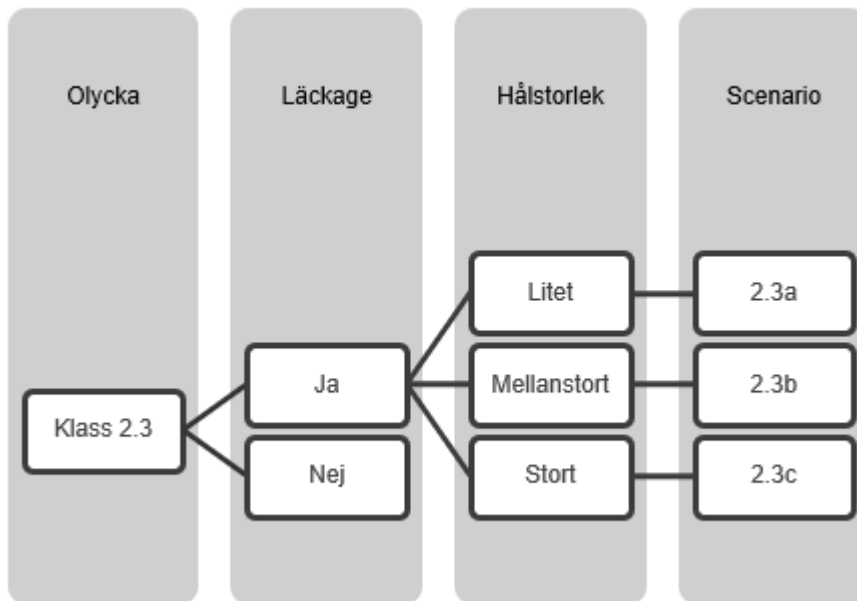 Olycka
Läckage
Hålstorlek
Scenario
Litet
2.3a
Ja
Mellanstort
2.3b
Klass 2.3
Nej
Stort
2.3c